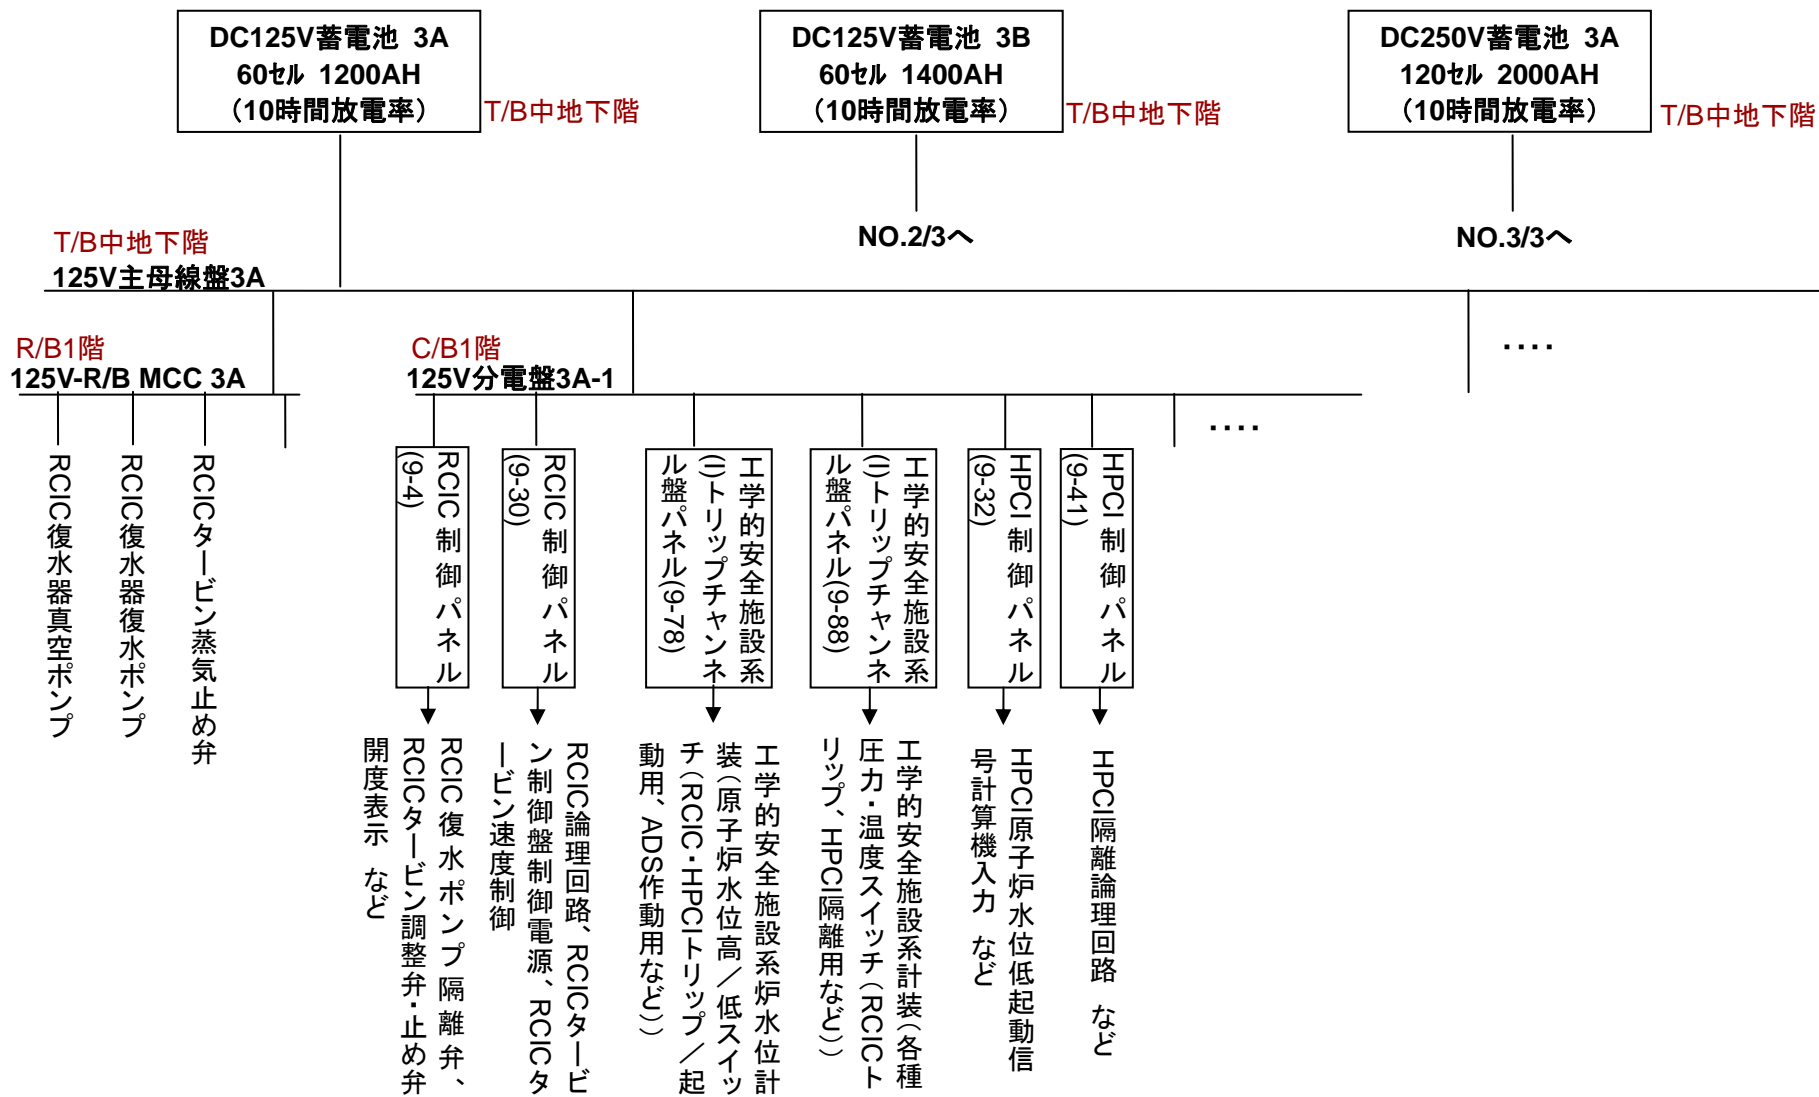 DC125V蓄電池 3A
60ｾﾙ 1200AH
（10時間放電率）
T/B中地下階
DC125V蓄電池 3B
60ｾﾙ 1400AH
（10時間放電率）
T/B中地下階
DC250V蓄電池 3A
120ｾﾙ 2000AH
（10時間放電率）
T/B中地下階
NO.2/3へ
NO.3/3へ
T/B中地下階
125V主母線盤3A
R/B1階
125V-R/B MCC 3A
C/B1階
125V分電盤3A-1
‥‥
‥‥
RCIC復水器真空ポンプ
RCIC復水器復水ポンプ
RCICタービン蒸気止め弁
RCIC制御パネル
(9-4)
RCIC制御パネル
(9-30)
工学的安全施設系
(I)トリップチャンネ
ル盤パネル(9-78)
工学的安全施設系
(II)トリップチャンネ
ル盤パネル(9-88)
HPCI制御パネル
(9-32)
HPCI制御パネル
(9-41)
RCIC復水ポンプ隔離弁、
RCICタービン調整弁・止め弁
開度表示 など
RCIC論理回路、RCICタービ
ン制御盤制御電源、RCICタ
ービン速度制御
工学的安全施設系炉水位計
装（原子炉水位高／低スイッ
チ（RCIC・HPCIトリップ／起
動用、ADS作動用など））
工学的安全施設系計装（各種
圧力・温度スイッチ（RCICト
リップ、HPCI隔離用など））
HPCI原子炉水位低起動信
号計算機入力 など
HPCI隔離論理回路 など